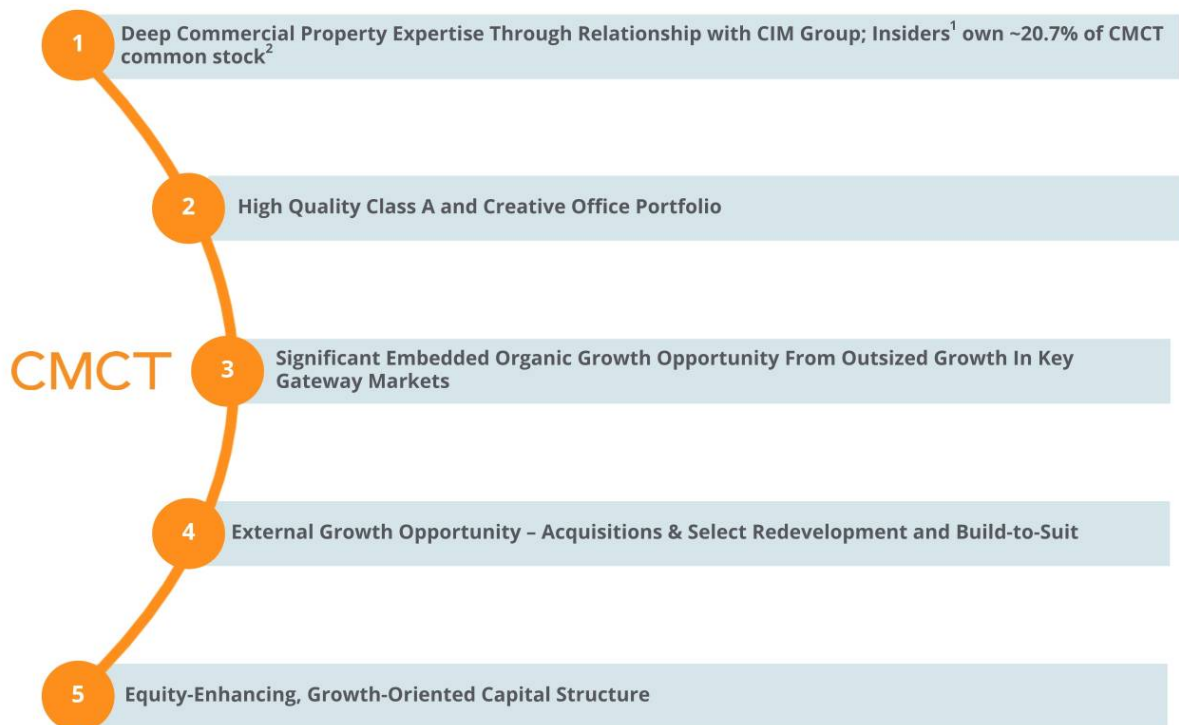 1
Deep Commercial Property Expertise Through Relationship with CIM Group; Insiders¹ own ~20.7% of CMCT
common stock²
2
High Quality Class A and Creative Office Portfolio
CMCT
3
Significant Embedded Organic Growth Opportunity From Outsized Growth In Key
Gateway Markets
4
External Growth Opportunity – Acquisitions & Select Redevelopment and Build-to-Suit
5
Equity-Enhancing, Growth-Oriented Capital Structure